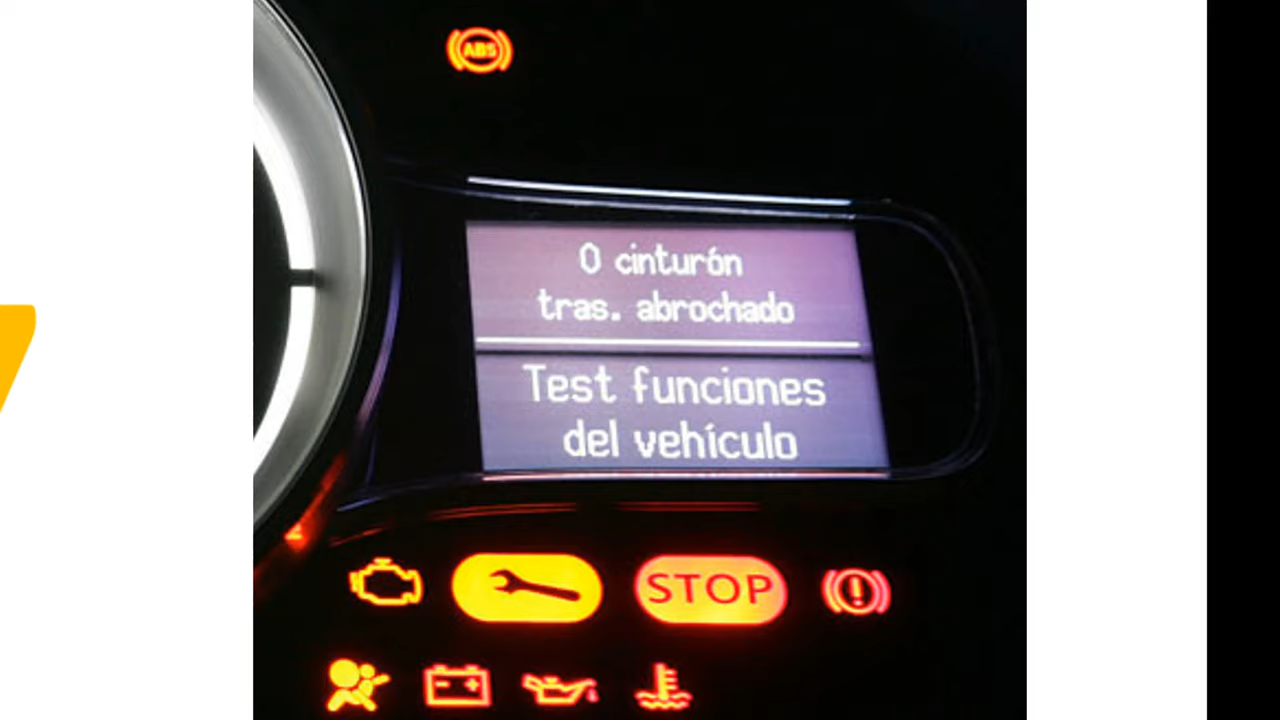 ABS
0 cinturón
tras. abrochado
Test funciones
del vehículo
STOP